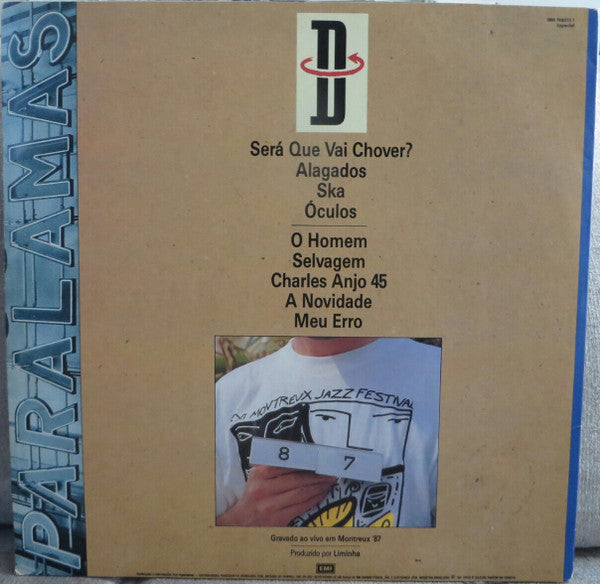 PARALAMAS
D
Será Que Vai Chover?
Alagados
Ska
Óculos
O Homem
Selvagem
Charles Anjo 45
A Novidade
Meu Erro
MONTREUX JAZZ FESTIVAL
8 7
Gravado ao vivo em Montreux '87
Produzido por Liminha
EMI